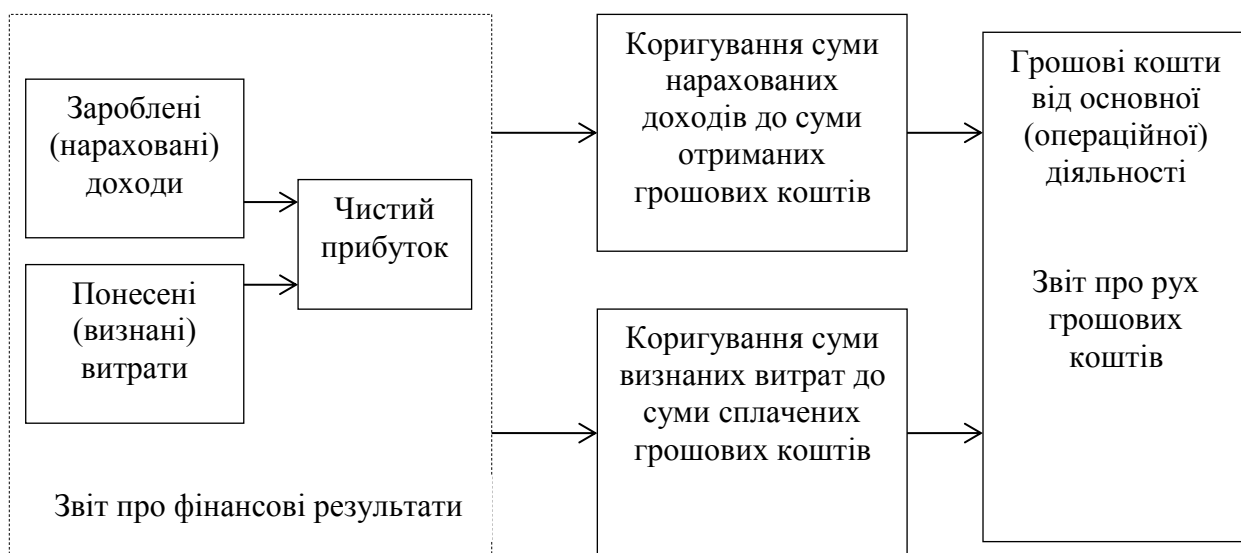 Зароблені
(нараховані)
доходи
Понесені
(визнані)
витрати
Чистий
прибуток
Звіт про фінансові результати
Коригування суми
нарахованих
доходів до суми
отриманих
грошових коштів
Коригування суми
визнаних витрат до
суми сплачених
грошових коштів
Грошові кошти
від основної
(операційної)
діяльності
Звіт про рух
грошових
коштів